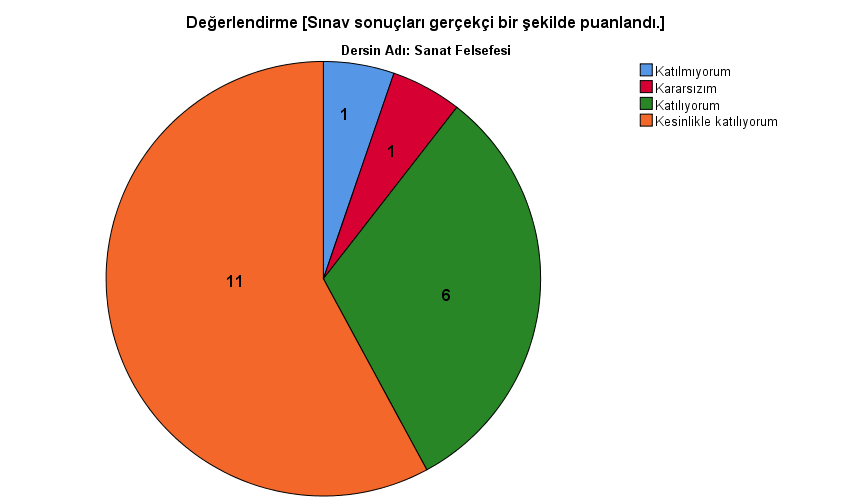 Değerlendirme [Sınav sonuçları gerçekçi bir şekilde puanlandı.]
Dersin Adı: Sanat Felsefesi
Katılmıyorum
Kararsızım
Katılıyorum
Kesinlikle katılıyorum
1
1
11
6